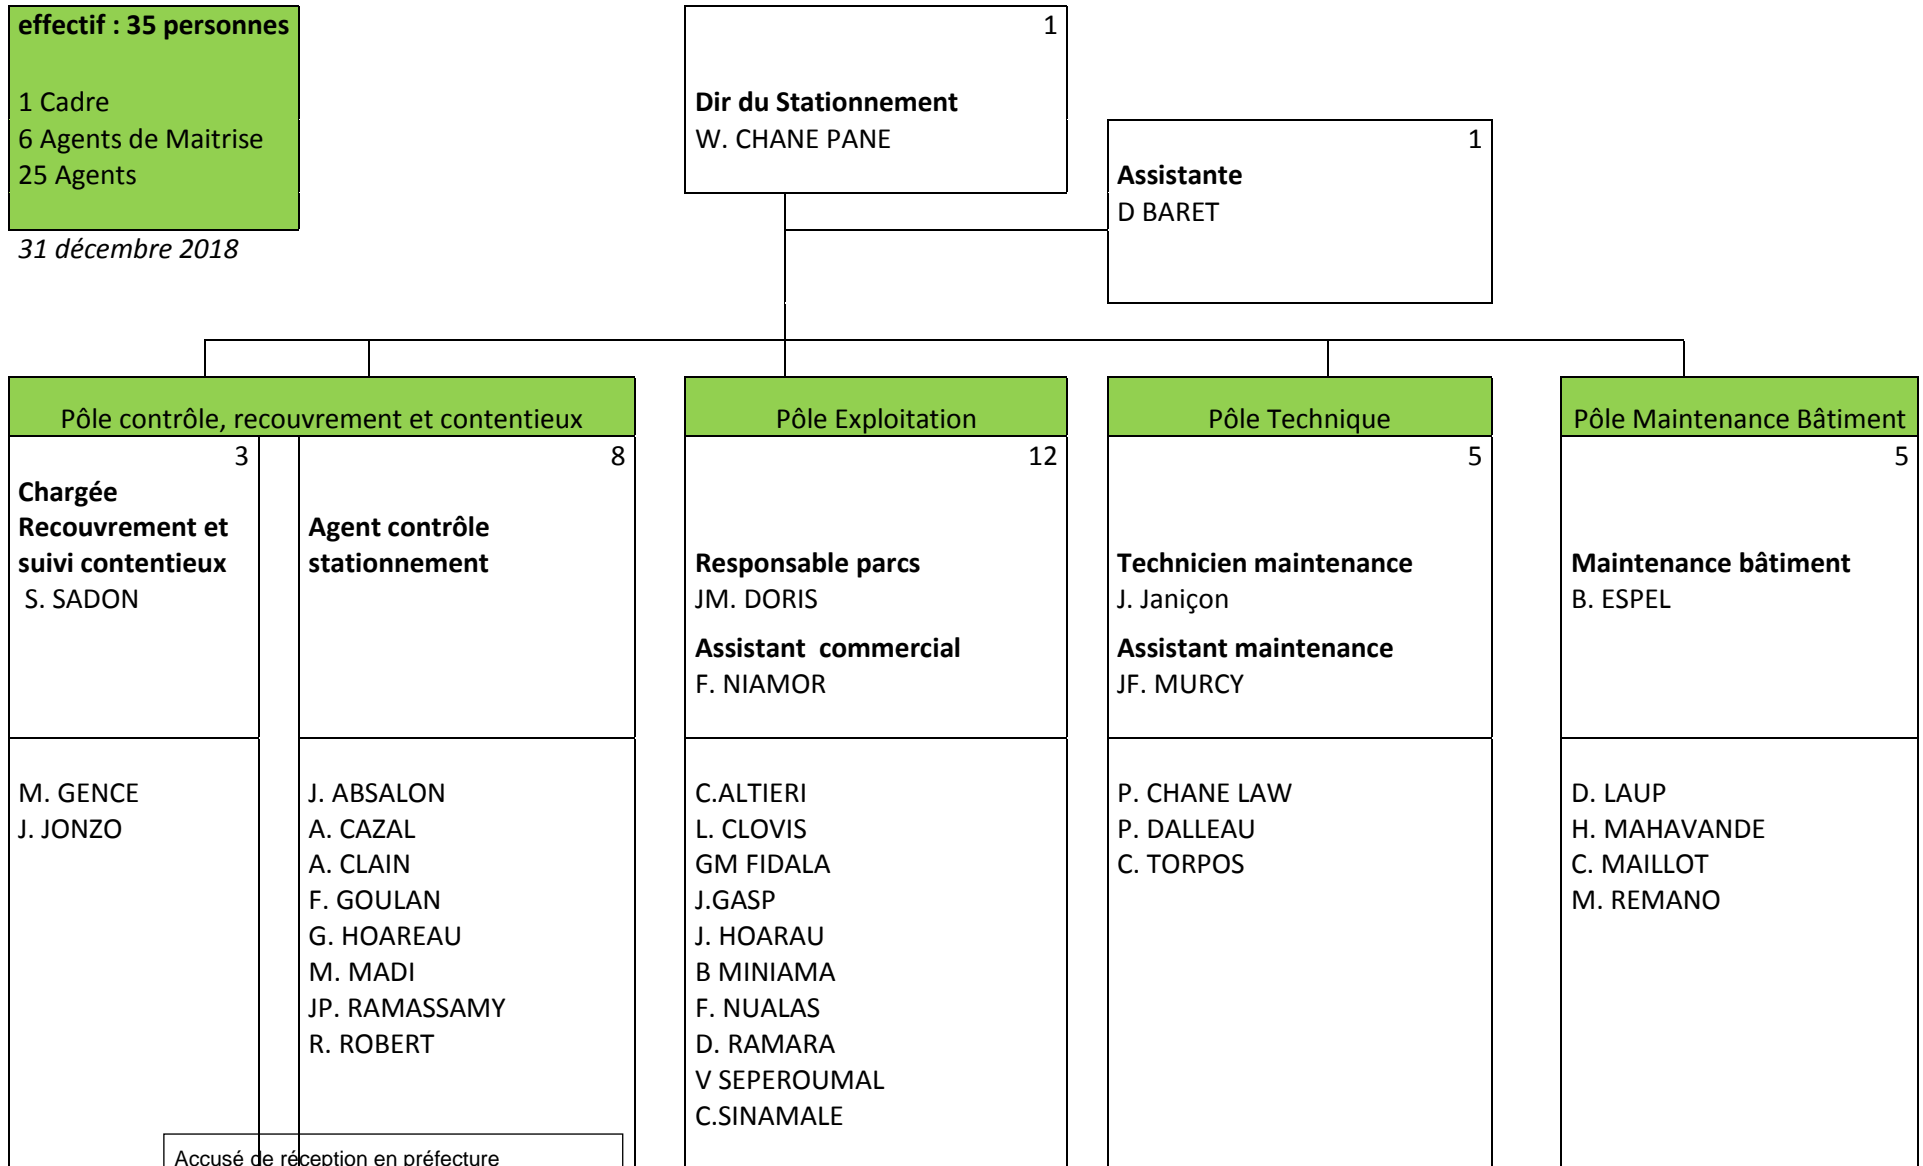 effectif : 35 personnes
1 Cadre
6 Agents de Maitrise
25 Agents
31 décembre 2018
1
Dir du Stationnement
W. CHANE PANE
1
Assistante
D BARET
Pôle contrôle, recouvrement et contentieux
3
Chargée
Recouvrement et
suivi contentieux
S. SADON
M. GENCE
J. JONZO
8
Agent contrôle
stationnement
J. ABSALON
A. CAZAL
A. CLAIN
F. GOULAN
G. HOAREAU
M. MADI
JP. RAMASSAMY
R. ROBERT
Pôle Exploitation
12
Responsable parcs
JM. DORIS
Assistant  commercial
F. NIAMOR
C.ALTIERI
L. CLOVIS
GM FIDALA
J.GASP
J. HOARAU
B MINIAMA
F. NUALAS
D. RAMARA
V SEPEROUMAL
C.SINAMALE
Pôle Technique
5
Technicien maintenance
J. Janiçon
Assistant maintenance
JF. MURCY
P. CHANE LAW
P. DALLEAU
C. TORPOS
Pôle Maintenance Bâtiment
5
Maintenance bâtiment
B. ESPEL
D. LAUP
H. MAHAVANDE
C. MAILLOT
M. REMANO
Accusé de réception en préfecture